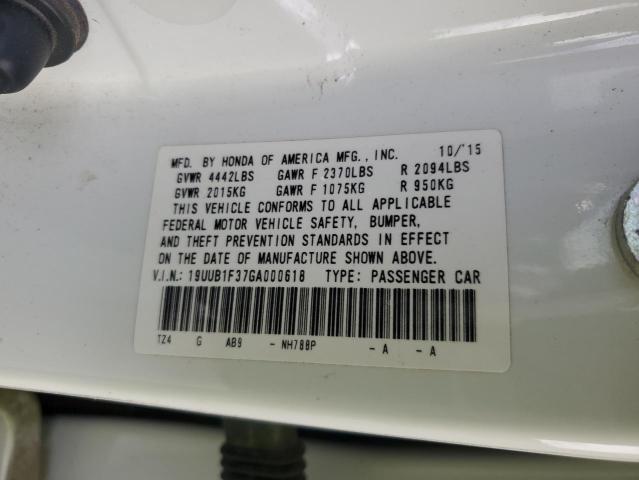 MFD. BY HONDA OF AMERICA MFG., INC. 10/'15
GVWR 4442LBS GAWR F 2370LBS R 2094LBS
GVWR 2015KG GAWR F 1075KG R 950KG
THIS VEHICLE CONFORMS TO ALL APPLICABLE
FEDERAL MOTOR VEHICLE SAFETY, BUMPER,
AND THEFT PREVENTION STANDARDS IN EFFECT
ON THE DATE OF MANUFACTURE SHOWN ABOVE.
V.I.N.: 19UUB1F37GA000618 TYPE: PASSENGER CAR
TZ4 G AB9 - NH788P - A - A